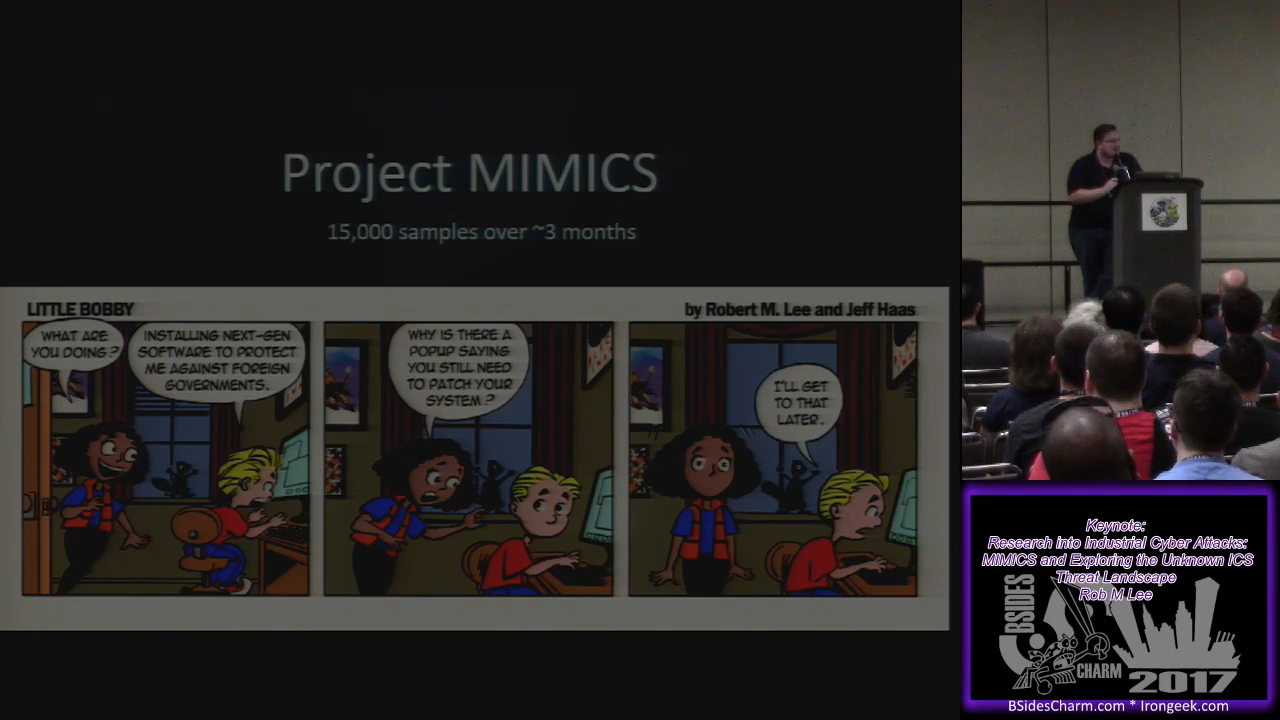 Project MIMICS
15,000 samples over ~3 months
LITTLE BOBBY
by Robert M. Lee and Jeff Haas
WHAT ARE
YOU DOING?
INSTALLING NEXT-GEN
SOFTWARE TO PROTECT
ME AGAINST FOREIGN
GOVERNMENTS.
WHY IS THERE A
POPUP SAYING
YOU STILL NEED
TO PATCH YOUR
SYSTEM?
I'LL GET
TO THAT
LATER.
Keynote:
Research into Industrial Cyber Attacks:
MIMICS and Exploring the Unknown ICS
Threat Landscape
Rob M Lee
BSIDES
CHARM
2017
BSidesCharm.com * Irongeek.com